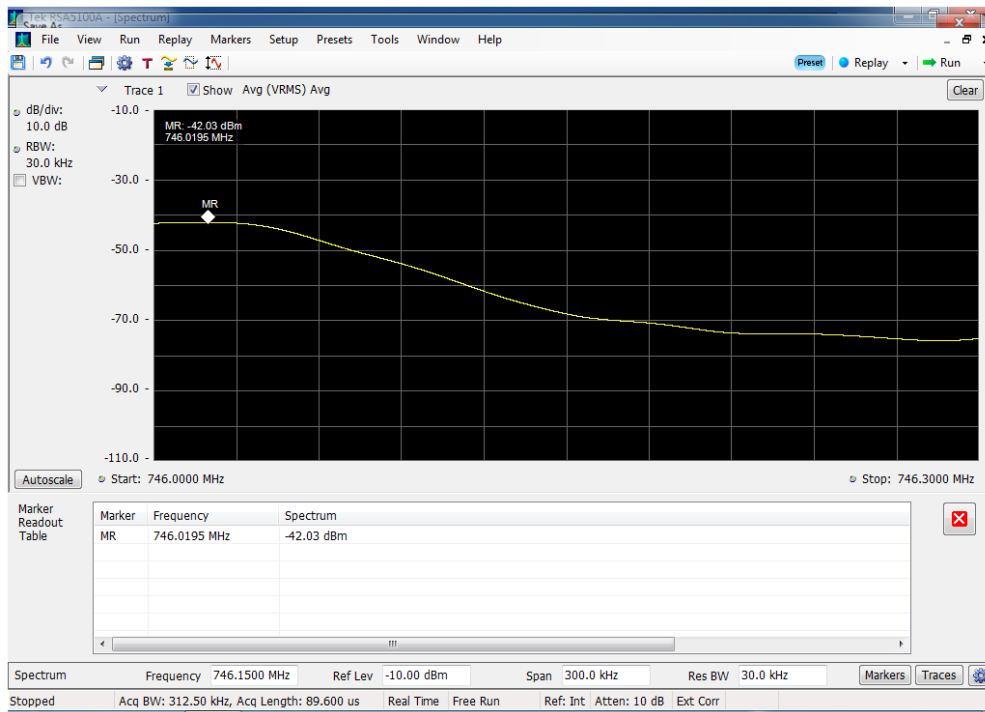 Tek RSA5100A - [Spectrum]
Save As
File View Run Replay Markers Setup Presets Tools Window Help
T Preset Replay Run
Trace 1 Show Avg (VRMS) Avg Clear
dB/div:
10.0 dB
RBW:
30.0 kHz
VBW:
-10.0 -
MR: -42.03 dBm
746.0195 MHz
-30.0 -
MR
-50.0 -
-70.0 -
-90.0 -
-110.0 -
Autoscale Start: 746.0000 MHz Stop: 746.3000 MHz
Marker
Readout
Table
Marker Frequency Spectrum
MR 746.0195 MHz -42.03 dBm
Spectrum Frequency 746.1500 MHz Ref Lev -10.00 dBm Span 300.0 kHz Res BW 30.0 kHz Markers Traces
Stopped Acq BW: 312.50 kHz, Acq Length: 89.600 us Real Time Free Run Ref: Int Atten: 10 dB Ext Corr